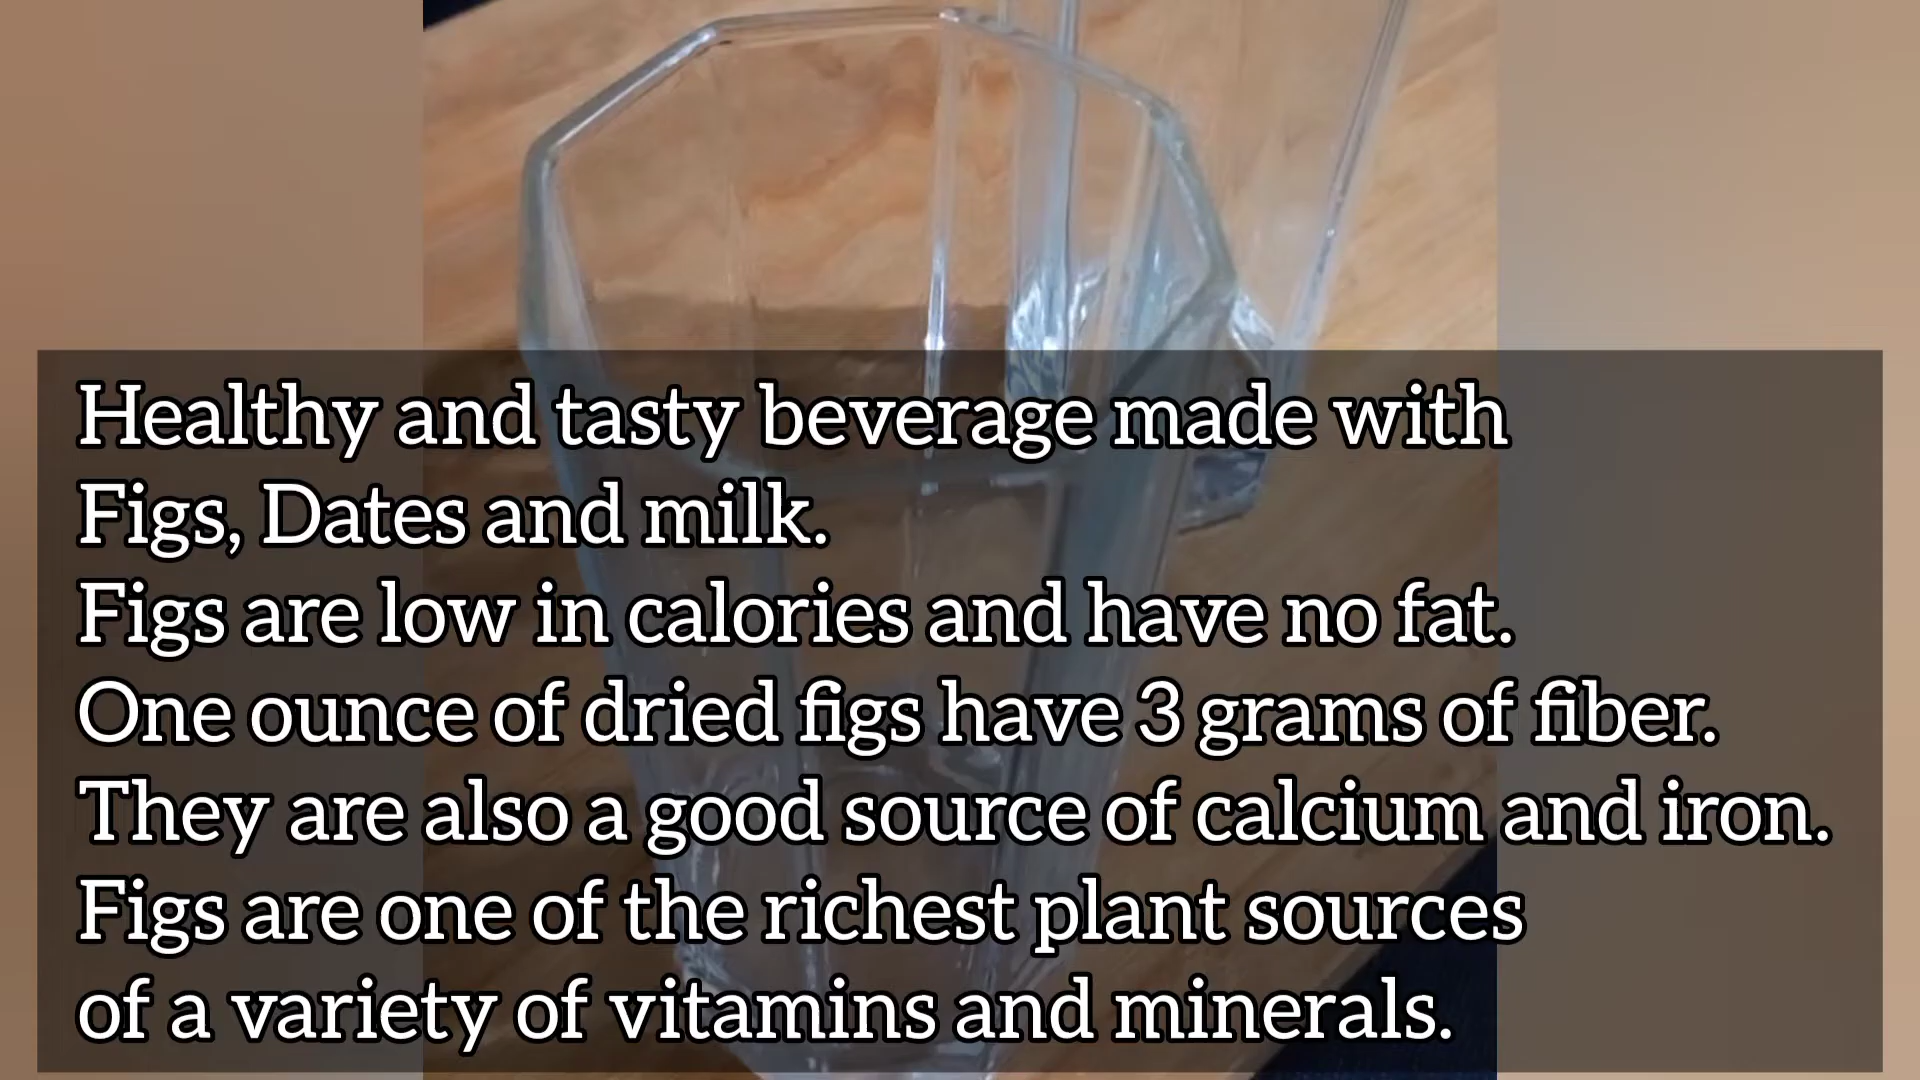 Healthy and tasty beverage made with
Figs, Dates and milk.
Figs are low in calories and have no fat.
One ounce of dried figs have 3 grams of fiber.
They are also a good source of calcium and iron.
Figs are one of the richest plant sources
of a variety of vitamins and minerals.